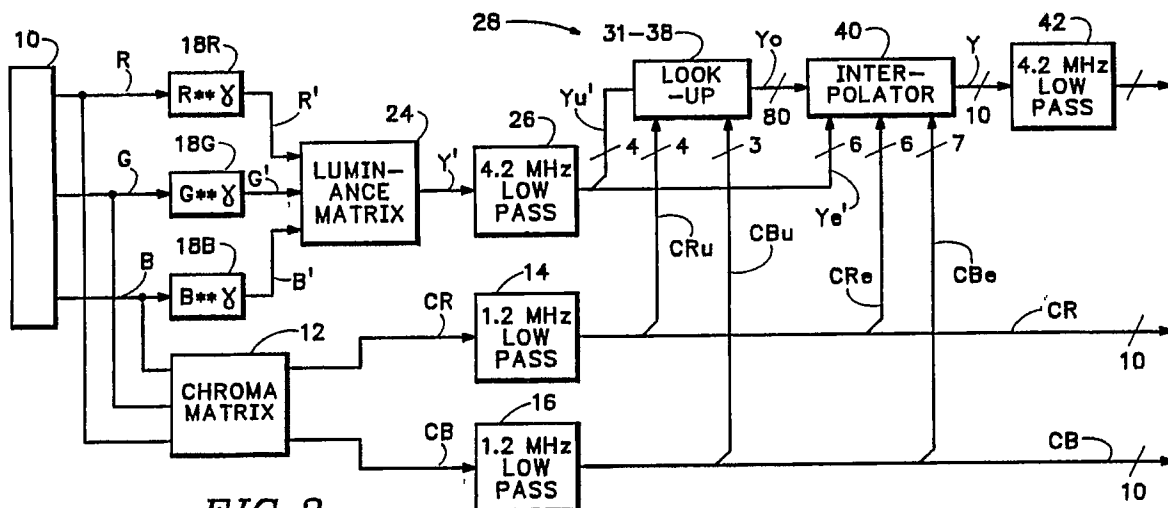 28
10
18R
R
R** γ
R'
18G
G
G** γ
G'
18B
B
B** γ
B'
24
LUMIN-
ANCE
MATRIX
Y'
26
4.2 MHz
LOW
PASS
Yu'
31-38
LOOK
-UP
Yo
80
40
INTER-
POLATOR
Y
10
42
4.2 MHz
LOW
PASS
4
4
3
6
6
7
Ye'
CRu
CBu
CRe
CBe
12
CHROMA
MATRIX
CR
14
1.2 MHz
LOW
PASS
CR
10
CB
16
1.2 MHz
LOW
PASS
CB
10